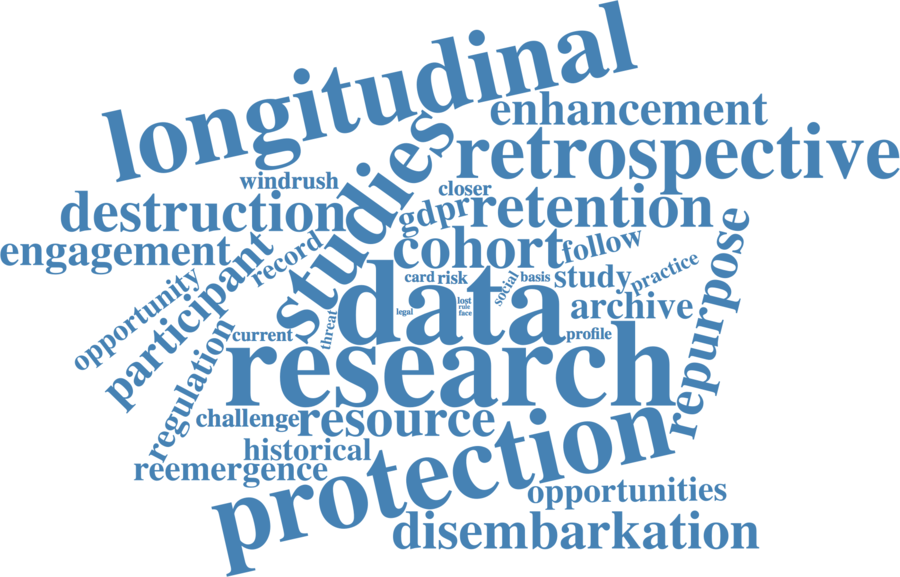 longitudinal
enhancement
retrospective
studies
windrush
closer
destruction
gdpr
retention
engagement
participant
record
cohort
follow
repurpose
opportunity
data
card
risk
social
basis
study
practice
archive
legal
lost
rule
face
threat
current
regulation
profile
research
challenge
resource
historical
reemergence
protection
opportunities
disembarkation